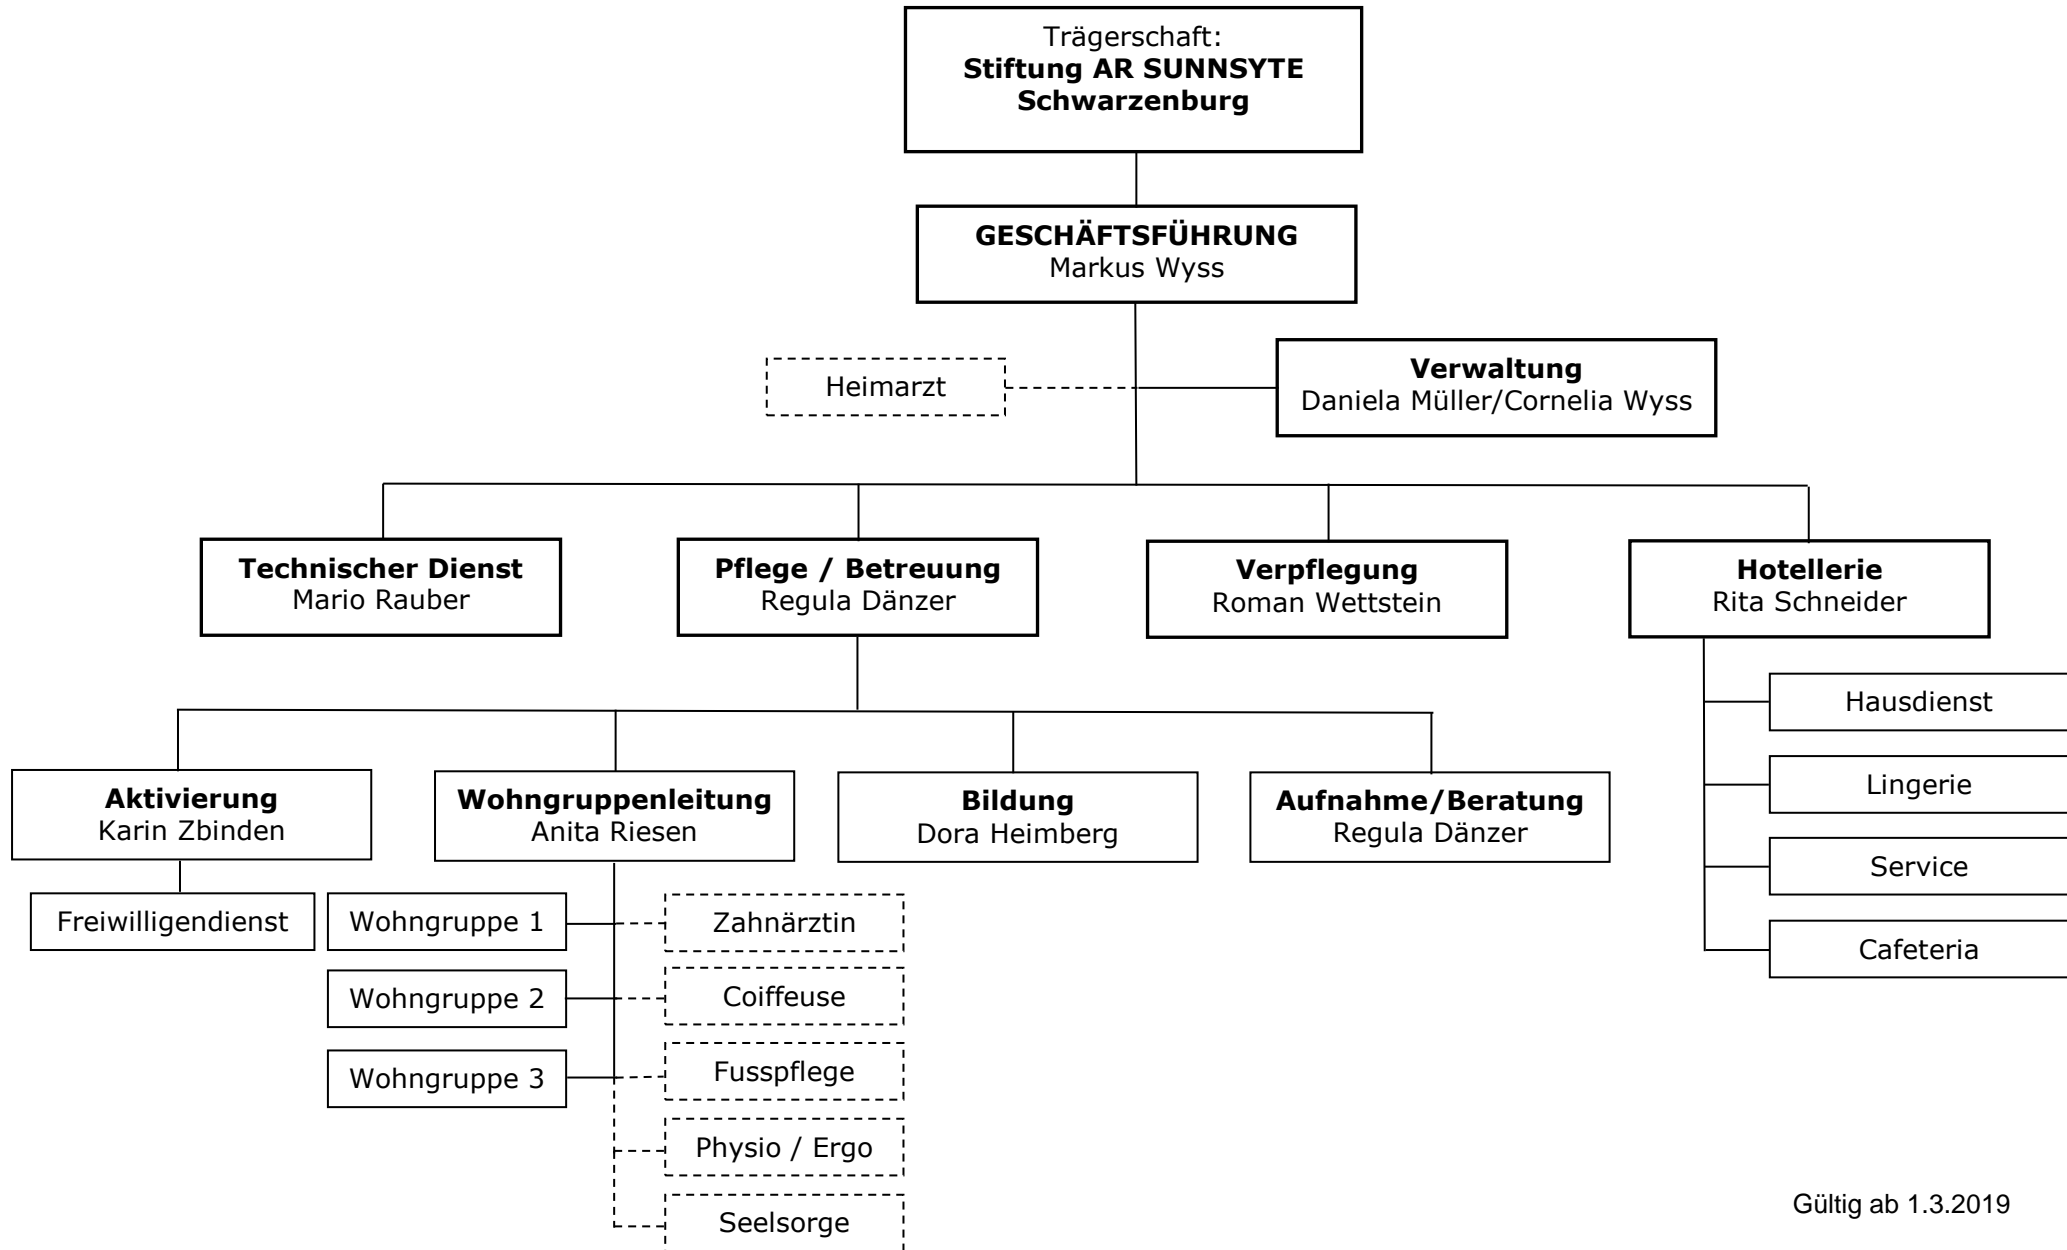 Trägerschaft:
Stiftung AR SUNNSYTE
Schwarzenburg
GESCHÄFTSFÜHRUNG
Markus Wyss
Heimarzt
Verwaltung
Daniela Müller/Cornelia Wyss
Technischer Dienst
Mario Rauber
Pflege / Betreuung
Regula Dänzer
Verpflegung
Roman Wettstein
Hotellerie
Rita Schneider
Hausdienst
Lingerie
Service
Cafeteria
Aktivierung
Karin Zbinden
Wohngruppenleitung
Anita Riesen
Bildung
Dora Heimberg
Aufnahme/Beratung
Regula Dänzer
Freiwilligendienst
Wohngruppe 1
Zahnärztin
Wohngruppe 2
Coiffeuse
Wohngruppe 3
Fusspflege
Physio / Ergo
Seelsorge
Gültig ab 1.3.2019